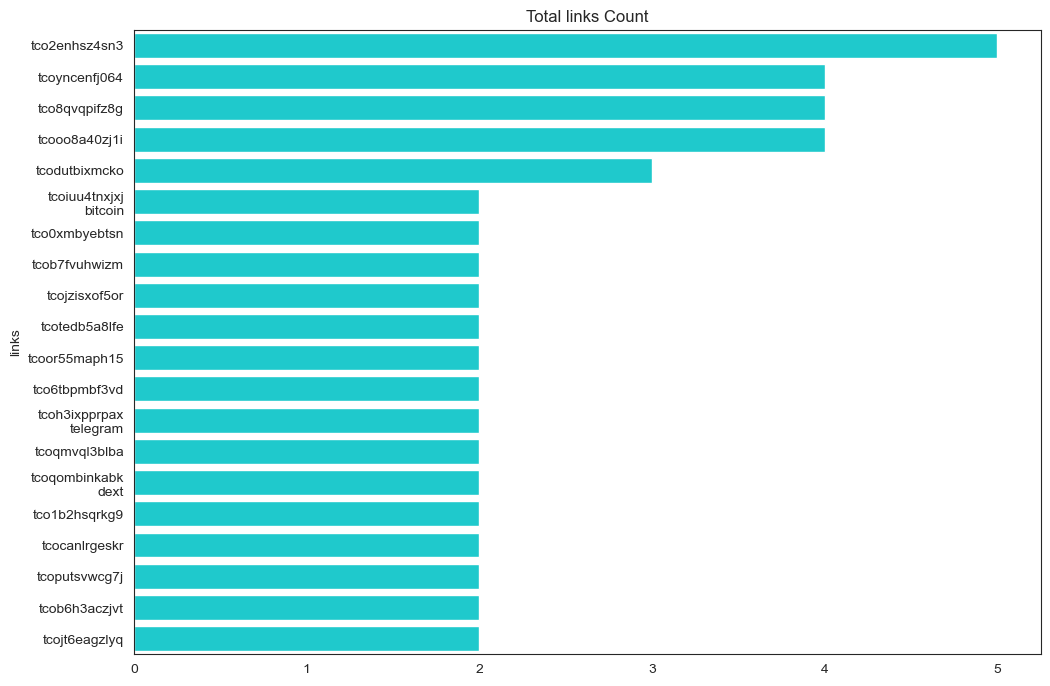 Total links Count
tco2enhsz4sn3
tcoyncenfj064
tco8qvqpifz8g
tcooo8a40zj1i
tcodutbixmcko
tcoiuu4tnxjxj
bitcoin
tco0xmbyebtsn
tcob7fvuhwizm
tcojzisxof5or
tcotedb5a8lfe
links
tcoor55maph15
tco6tbpmbf3vd
tcoh3ixpprpax
telegram
tcoqmvql3blba
tcoqombinkabk
dext
tco1b2hsqrkg9
tcocanlrgeskr
tcoputsvwcg7j
tcob6h3aczjvt
tcojt6eagzlyq
0 1 2 3 4 5